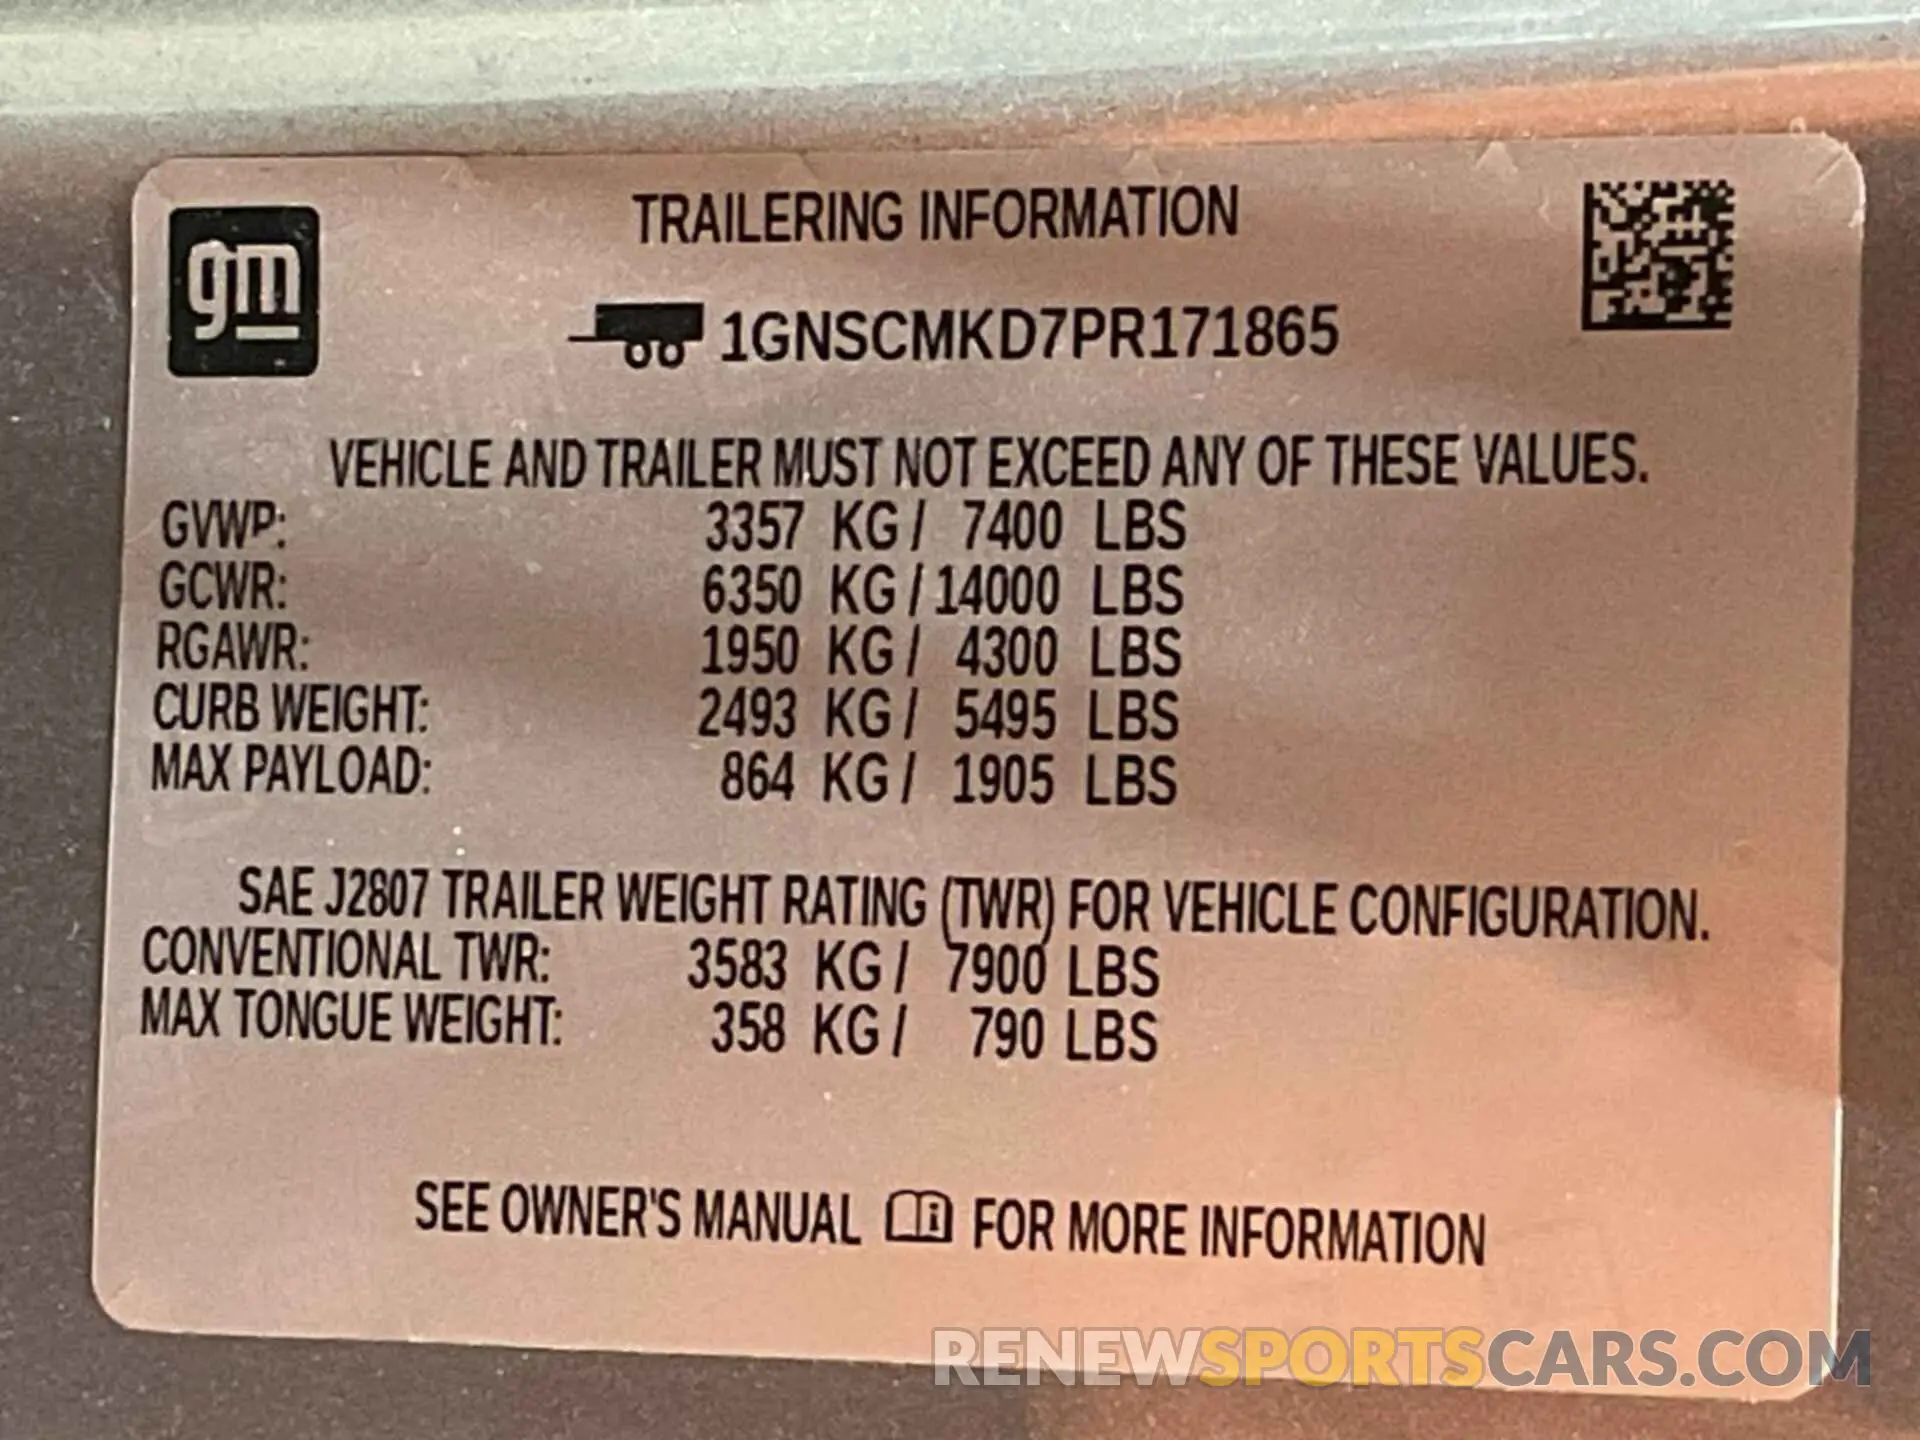 gm
TRAILERING INFORMATION
1GNSCMKD7PR171865
VEHICLE AND TRAILER MUST NOT EXCEED ANY OF THESE VALUES.
GVWP: 3357 KG / 7400 LBS
GCWR: 6350 KG / 14000 LBS
RGAWR: 1950 KG / 4300 LBS
CURB WEIGHT: 2493 KG / 5495 LBS
MAX PAYLOAD: 864 KG / 1905 LBS
SAE J2807 TRAILER WEIGHT RATING (TWR) FOR VEHICLE CONFIGURATION.
CONVENTIONAL TWR: 3583 KG / 7900 LBS
MAX TONGUE WEIGHT: 358 KG / 790 LBS
SEE OWNER'S MANUAL i FOR MORE INFORMATION
RENEWSPORTSCARS.COM